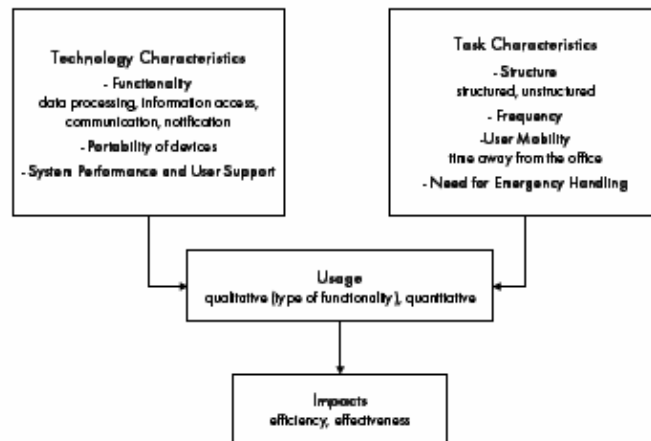 Technology Characteristics
- Functionality
data processing, information access,
communication, notification
- Portability of devices
- System Performance and User Support
Task Characteristics
- Structure
structured, unstructured
- Frequency
-User Mobility
time away from the office
- Need for Emergency Handling
Usage
qualitative (type of functionality), quantitative
Impacts
efficiency, effectiveness